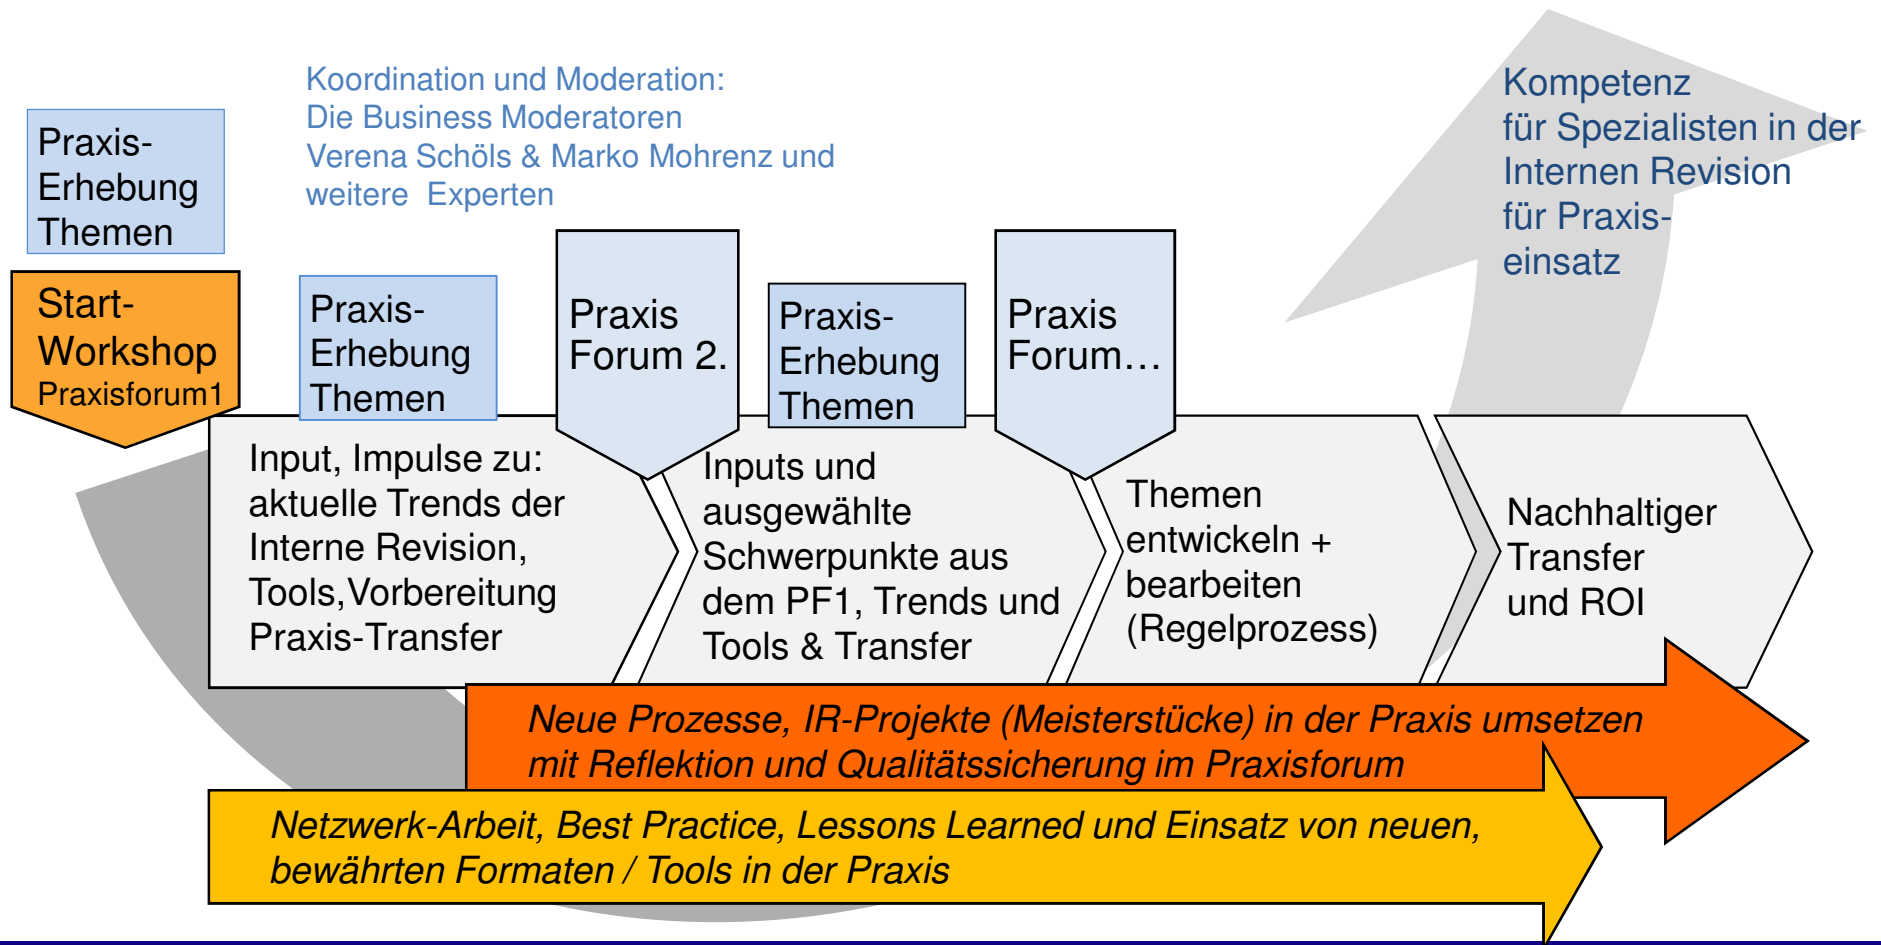 Koordination und Moderation:
Die Business Moderatoren
Verena Schöls & Marko Mohrenz und
weitere Experten
Kompetenz
für Spezialisten in der
Internen Revision
für Praxis-
einsatz
Praxis-
Erhebung
Themen
Start-
Workshop
Praxisforum1
Praxis-
Erhebung
Themen
Praxis
Forum 2.
Praxis-
Erhebung
Themen
Praxis
Forum…
Input, Impulse zu:
aktuelle Trends der
Interne Revision,
Tools,Vorbereitung
Praxis-Transfer
Inputs und
ausgewählte
Schwerpunkte aus
dem PF1, Trends und
Tools & Transfer
Themen
entwickeln +
bearbeiten
(Regelprozess)
Nachhaltiger
Transfer
und ROI
Neue Prozesse, IR-Projekte (Meisterstücke) in der Praxis umsetzen
mit Reflektion und Qualitätssicherung im Praxisforum
Netzwerk-Arbeit, Best Practice, Lessons Learned und Einsatz von neuen,
bewährten Formaten / Tools in der Praxis